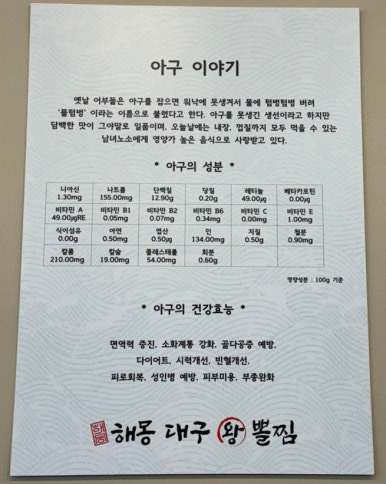 아구 이야기
옛날 어부들은 아구를 잡으면 워낙에 못생겨서 물에 텀벙텀벙 버려
'물텀벙' 이라는 이름으로 불렸다고 한다. 아구를 못생긴 생선이라고 하지만
담백한 맛이 그야말로 일품이며, 오늘날에는 내장, 껍질까지 모두 먹을 수 있는
남녀노소에게 영양가 높은 음식으로 사랑받고 있다.
* 아구의 성분 *
니아신 나트륨 단백질 당질 레티놀 베타카로틴
1.30mg 155.00mg 12.90g 0.20g 49.00㎍ 0.00㎍
비타민 A 비타민 B1 비타민 B2 비타민 B6 비타민 C 비타민 E
49.00㎍RE 0.05mg 0.07mg 0.34mg 0.00mg 1.00mg
식이섬유 아연 엽산 인 지질 철분
0.00g 0.50mg 0.50㎍ 134.00mg 0.50g 0.90mg
칼륨 칼슘 콜레스테롤 회분
210.00mg 19.00mg 54.00mg 0.60g
영양성분 : 100g 기준
* 아구의 건강효능 *
면역력 증진, 소화계통 강화, 골다공증 예방,
다이어트, 시력개선, 빈혈개선,
피로회복, 성인병 예방, 피부미용, 부종완화
해몽 해몽 대구 왕 뽈찜